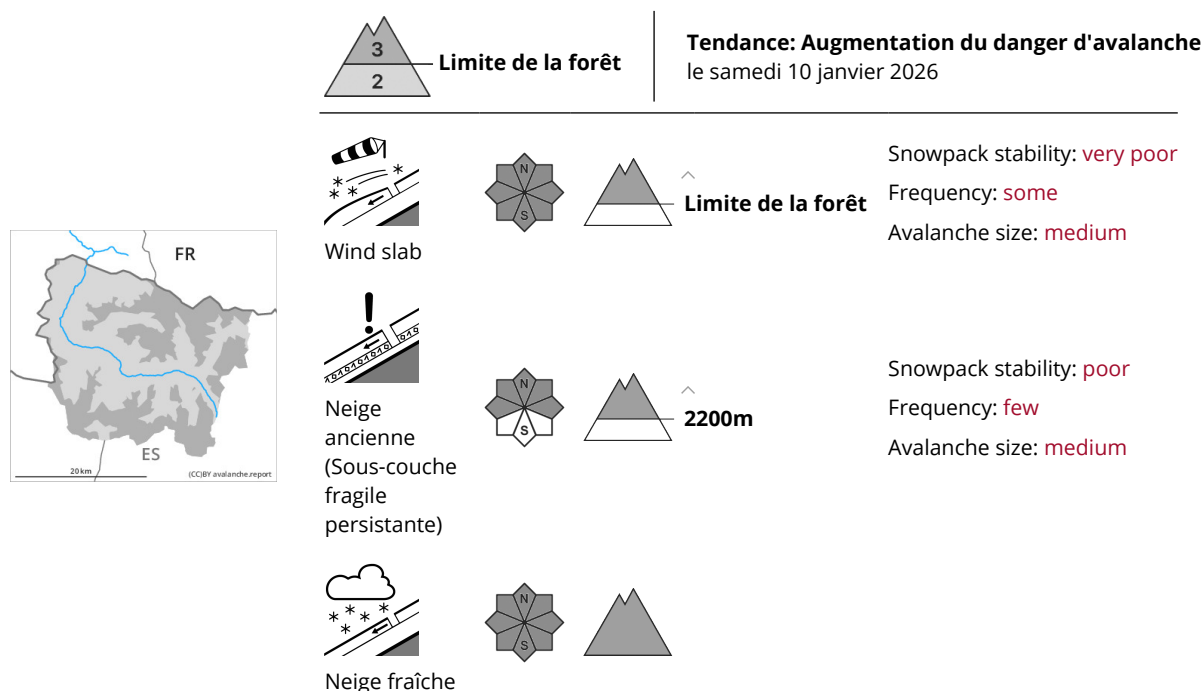 3
2
Limite de la forêt
Tendance: Augmentation du danger d'avalanche
le samedi 10 janvier 2026
FR
ES
20 km
(CC)BY avalanche.report
N
S
Limite de la forêt
Snowpack stability: very poor
Frequency: some
Avalanche size: medium
Wind slab
N
S
2200m
Snowpack stability: poor
Frequency: few
Avalanche size: medium
Neige
ancienne
(Sous-couche
fragile
persistante)
N
S
Neige fraîche